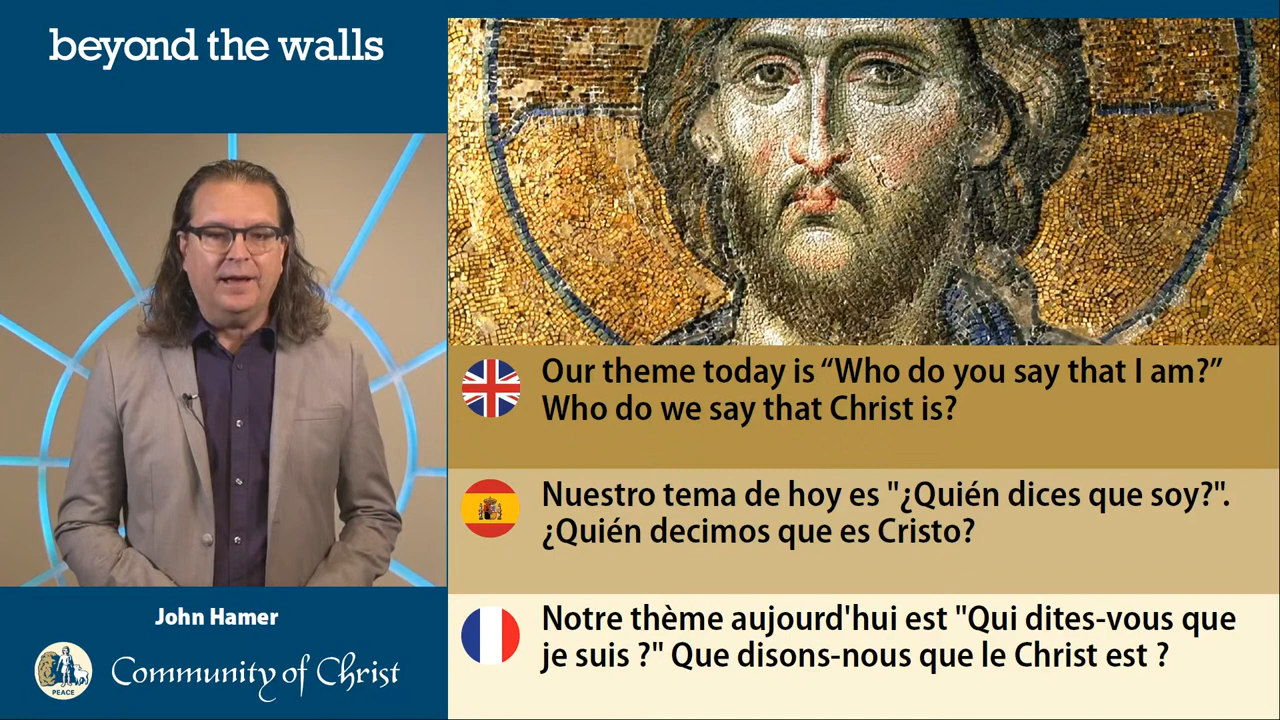 beyond the walls
Our theme today is “Who do you say that I am?”
Who do we say that Christ is?
Nuestro tema de hoy es "¿Quién dices que soy?".
¿Quién decimos que es Cristo?
Notre thème aujourd'hui est "Qui dites-vous que
je suis ?" Que disons-nous que le Christ est ?
John Hamer
PEACE
Community of Christ